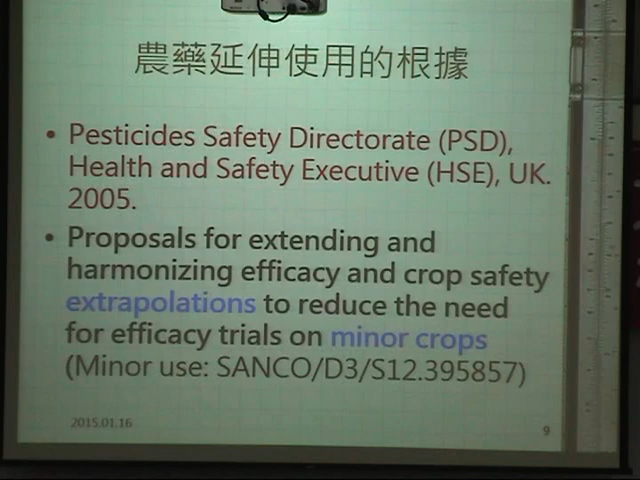 農藥延伸使用的根據
• Pesticides Safety Directorate (PSD),
Health and Safety Executive (HSE), UK.
2005.
• Proposals for extending and
harmonizing efficacy and crop safety
extrapolations to reduce the need
for efficacy trials on minor crops
(Minor use: SANCO/D3/S12.395857)
2015.01.16
9